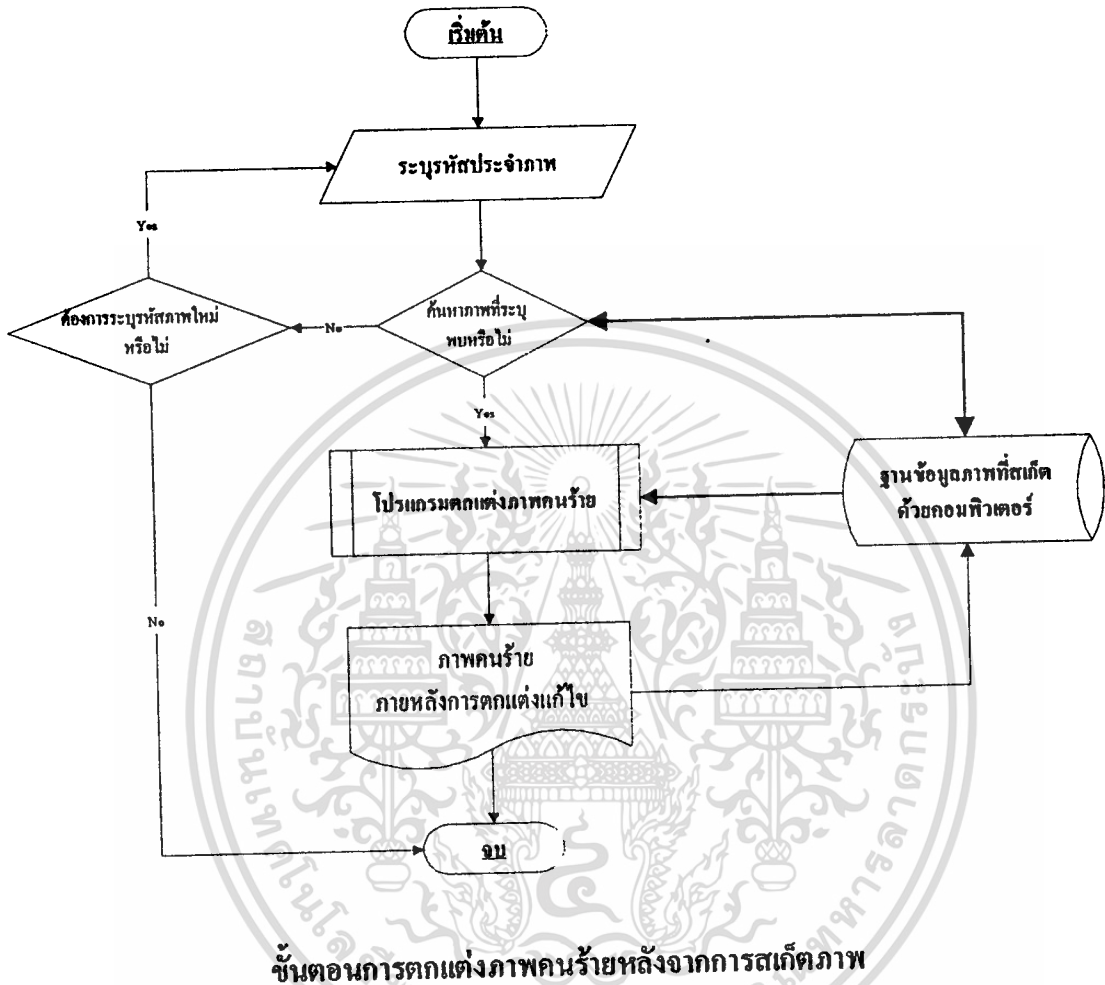 เริ่มต้น
ระบุรหัสประจำภาพ
Yes
ต้องการระบุรหัสภาพใหม่
หรือไม่
No
ค้นหาภาพที่ระบุ
พบหรือไม่
Yes
โปรแกรมตกแต่งภาพคนร้าย
ฐานข้อมูลภาพที่สเก็ต
ด้วยคอมพิวเตอร์
No
ภาพคนร้าย
ภายหลังการตกแต่งแก้ไข
จบ
ขั้นตอนการตกแต่งภาพคนร้ายหลังจากการสเก็ตภาพ